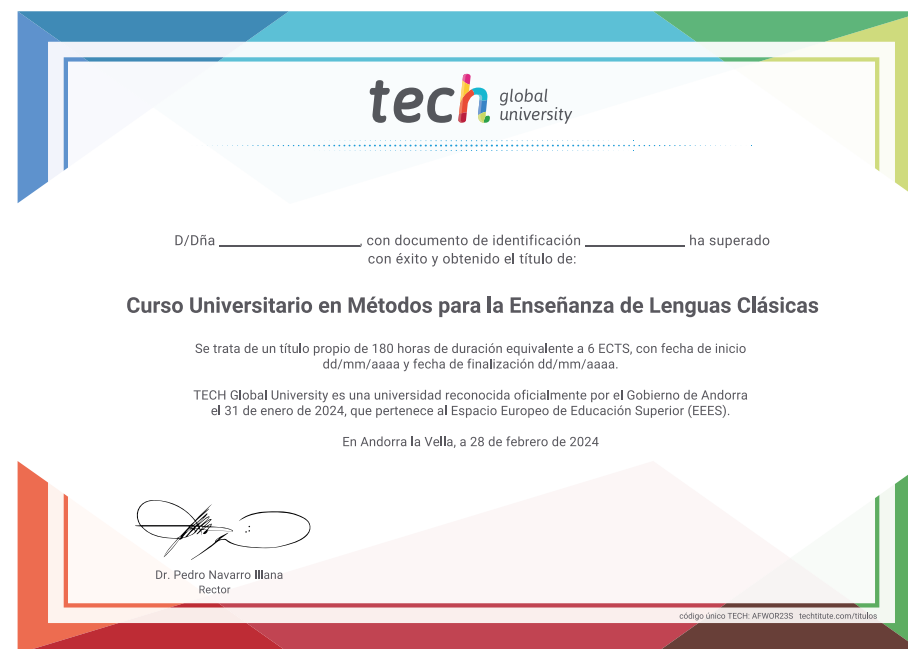 tech global university
D/Dña ____________________, con documento de identificación ______________ ha superado
con éxito y obtenido el título de:
Curso Universitario en Métodos para la Enseñanza de Lenguas Clásicas
Se trata de un título propio de 180 horas de duración equivalente a 6 ECTS, con fecha de inicio
dd/mm/aaaa y fecha de finalización dd/mm/aaaa.
TECH Global University es una universidad reconocida oficialmente por el Gobierno de Andorra
el 31 de enero de 2024, que pertenece al Espacio Europeo de Educación Superior (EEES).
En Andorra la Vella, a 28 de febrero de 2024
Dr. Pedro Navarro Illana
Rector
código único TECH: AFWOR23S techtitute.com/titulos